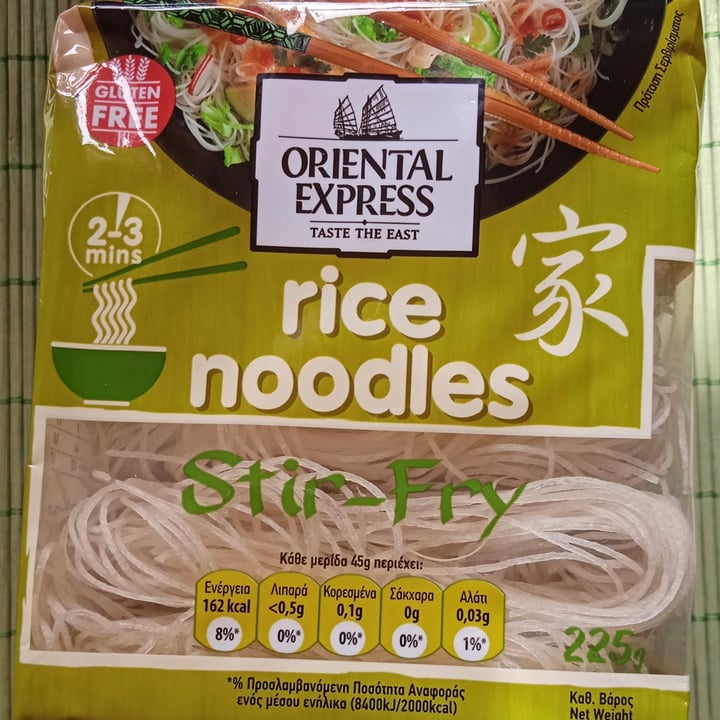 Πρόταση Σερβιρίσματος
GLUTEN
FREE
ORIENTAL
EXPRESS
TASTE THE EAST
2-3
mins
家
rice
noodles
Stir-Fry
Κάθε μερίδα 45g περιέχει:
Ενέργεια
162 kcal
8%*
Λιπαρά
<0,5g
0%*
Κορεσμένα
0,1g
0%*
Σάκχαρα
0g
0%*
Αλάτι
0,03g
1%*
225g
*% Προσλαμβανόμενη Ποσότητα Αναφοράς
ενός μέσου ενήλικα (8400kJ/2000kcal)
Καθ. Βάρος
Net Weight